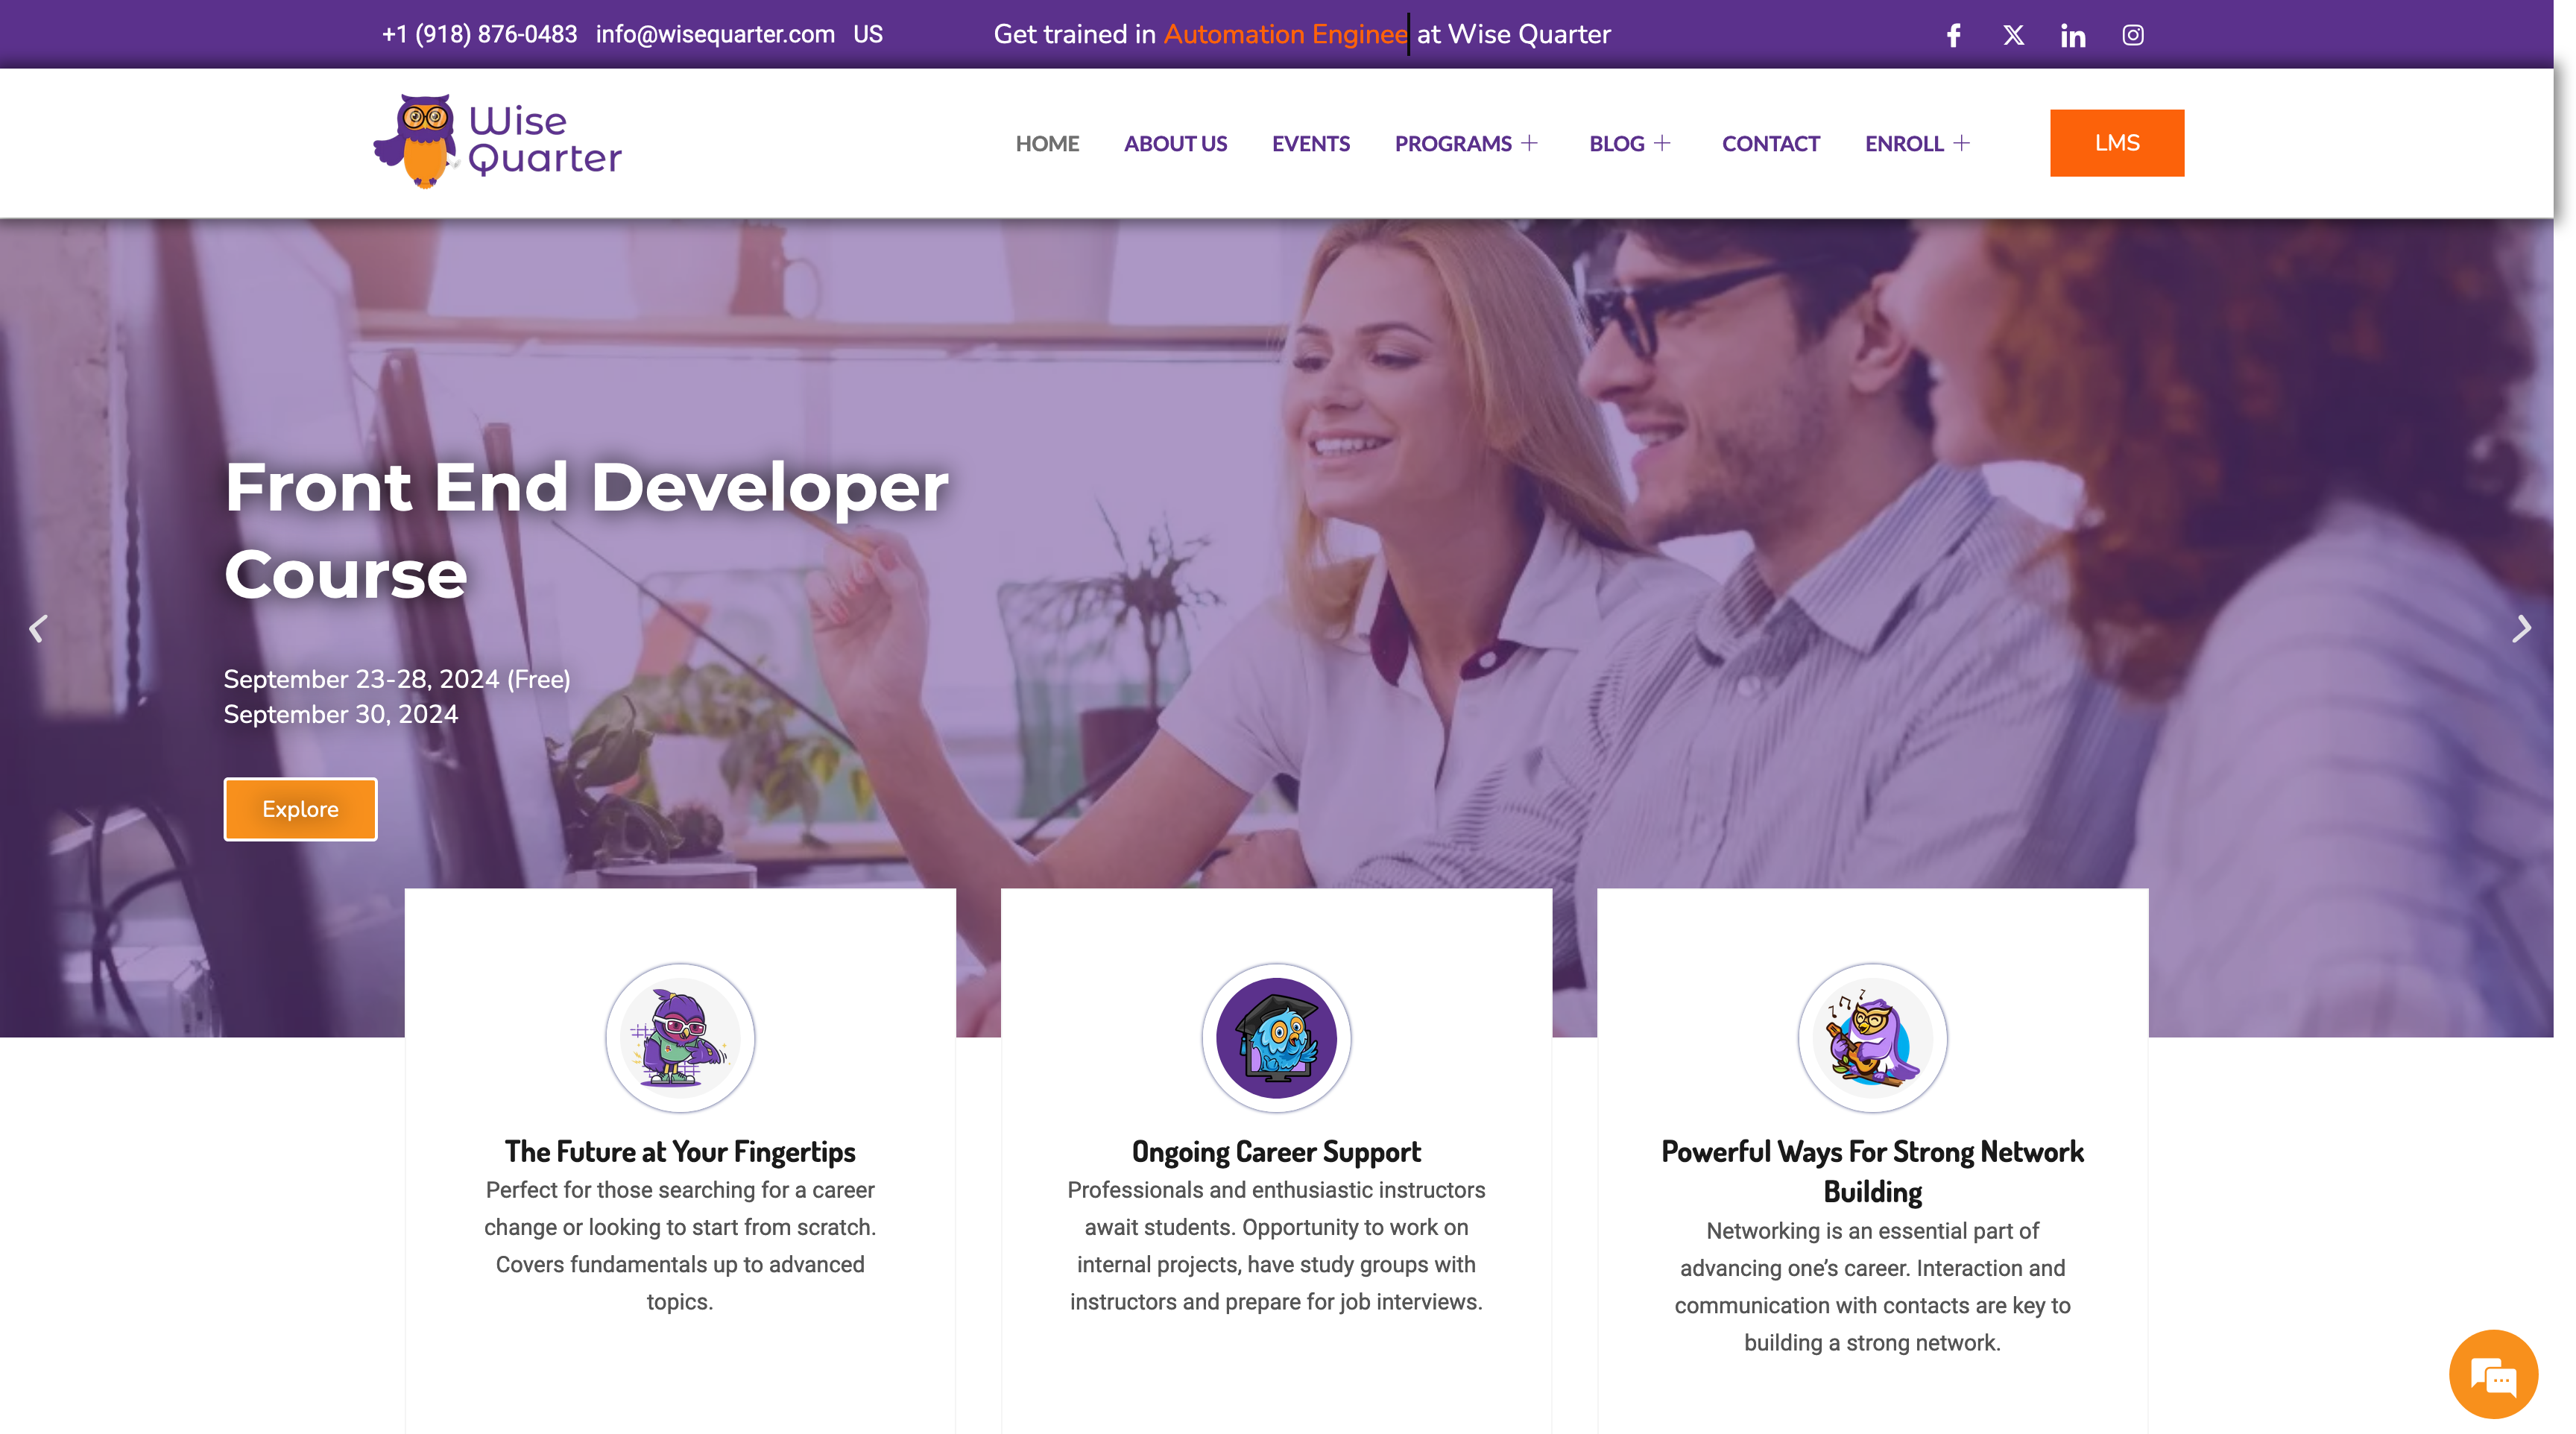 +1 (918) 876-0483 info@wisequarter.com US
Get trained in Automation Enginee at Wise Quarter
Wise
Quarter
HOME ABOUT US EVENTS PROGRAMS + BLOG + CONTACT ENROLL + LMS
Front End Developer
Course
September 23-28, 2024 (Free)
September 30, 2024
Explore
The Future at Your Fingertips
Perfect for those searching for a career
change or looking to start from scratch.
Covers fundamentals up to advanced
topics.
Ongoing Career Support
Professionals and enthusiastic instructors
await students. Opportunity to work on
internal projects, have study groups with
instructors and prepare for job interviews.
Powerful Ways For Strong Network
Building
Networking is an essential part of
advancing one’s career. Interaction and
communication with contacts are key to
building a strong network.